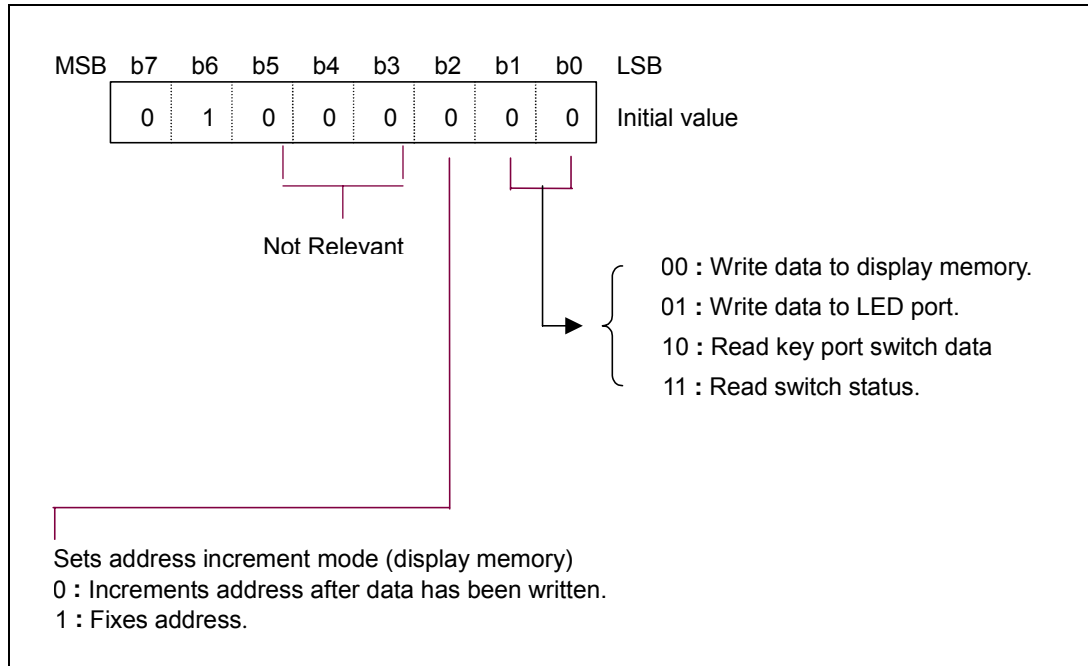 MSB b7 b6 b5 b4 b3 b2 b1 b0 LSB
0 1 0 0 0 0 0 0 Initial value
Not Relevant
00 : Write data to display memory.
01 : Write data to LED port.
10 : Read key port switch data
11 : Read switch status.
Sets address increment mode (display memory)
0 : Increments address after data has been written.
1 : Fixes address.